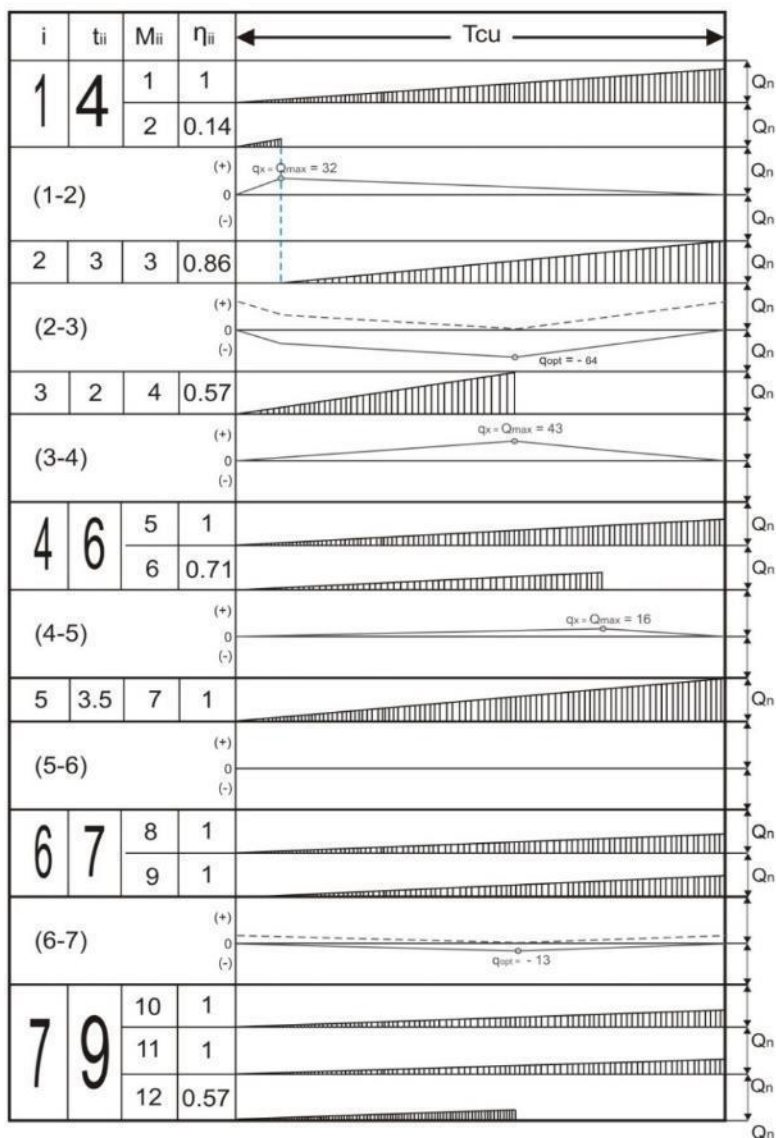 i tii Mii ηii Tcu
Qn
1 4 1 1
Qn
2 0.14
(1-2) (+) 0 (-) qx = Qmax = 32
Qn
Qn
2 3 3 0.86
Qn
(2-3) (+) 0 (-) qopt = - 64
Qn
Qn
3 2 4 0.57
Qn
(3-4) (+) 0 (-) qx = Qmax = 43
4 6 5 1
Qn
6 0.71
Qn
(4-5) (+) 0 (-) qx = Qmax = 16
5 3.5 7 1
Qn
(5-6) (+) 0 (-)
6 7 8 1
Qn
9 1
Qn
(6-7) (+) 0 (-) qopt = - 13
7 9 10 1
Qn
11 1
Qn
12 0.57
Qn
Qn